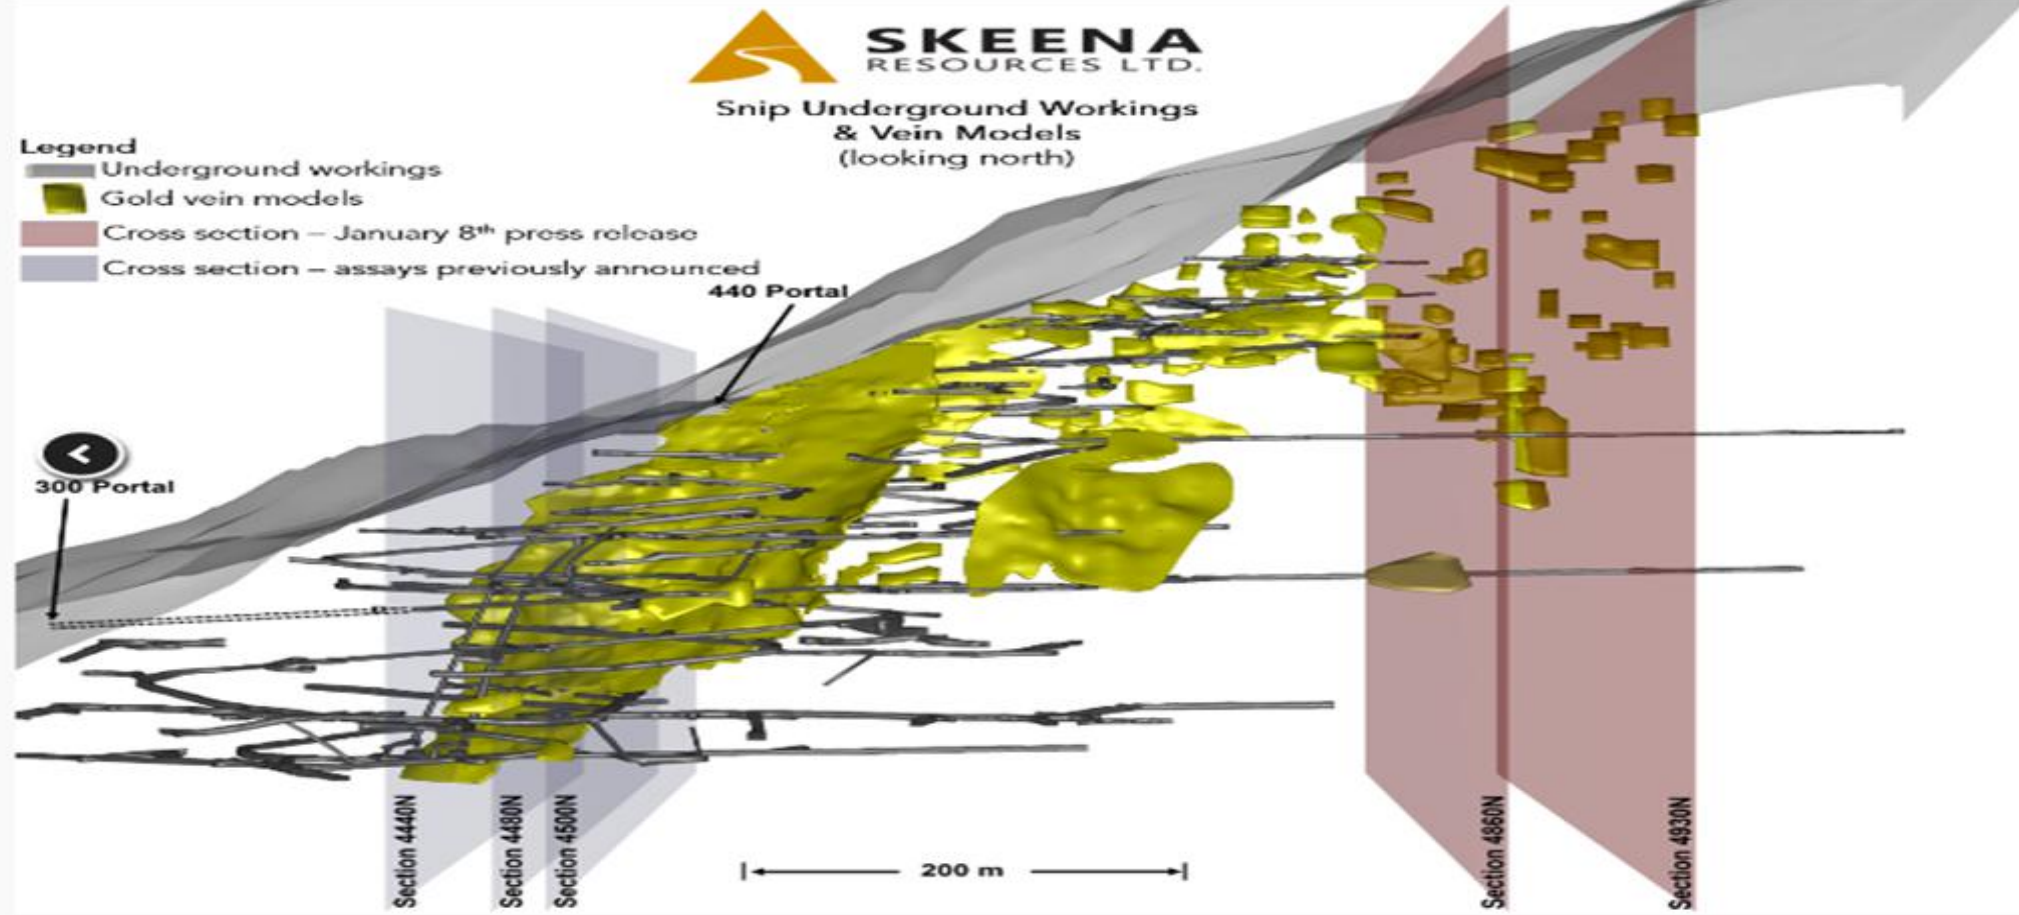 SKEENA
RESOURCES LTD.
Snip Underground Workings
& Vein Models
(looking north)
Legend
Underground workings
Gold vein models
Cross section – January 8th press release
Cross section – assays previously announced
440 Portal
300 Portal
Section 4440N
Section 4480N
Section 4500N
Section 4860N
Section 4930N
200 m